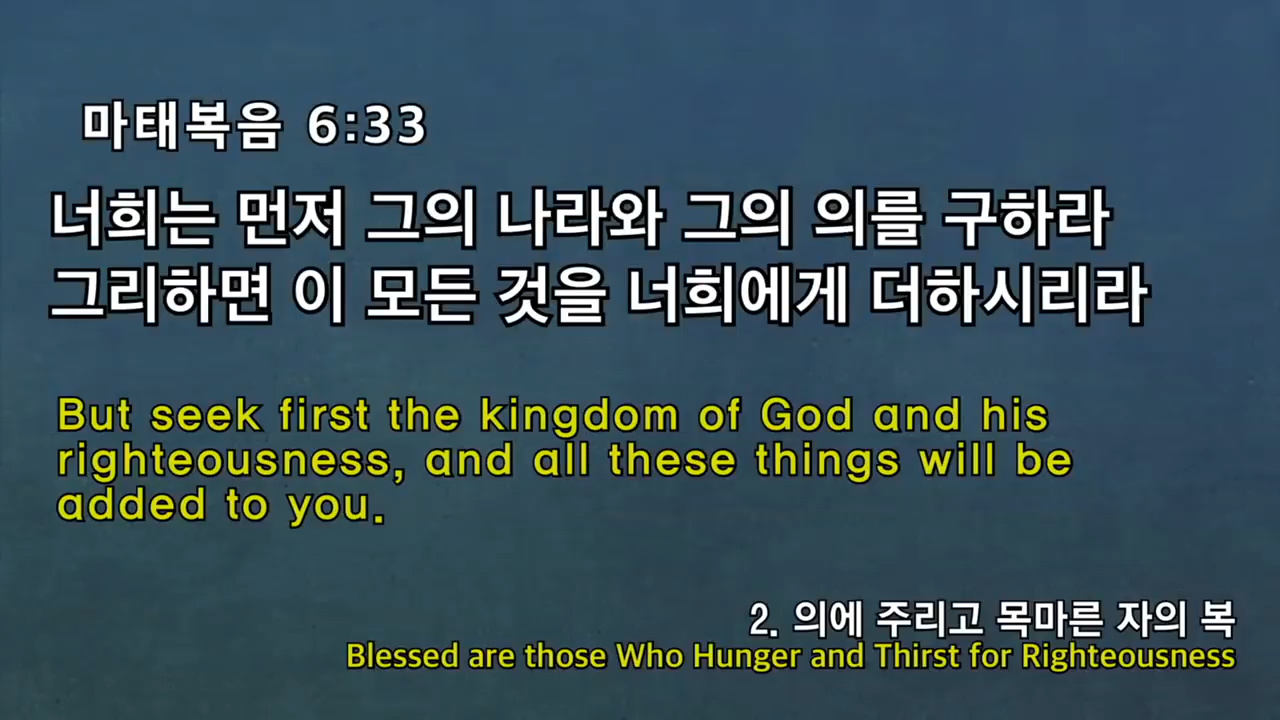 마태복음 6:33
너희는 먼저 그의 나라와 그의 의를 구하라
그리하면 이 모든 것을 너희에게 더하시리라
But seek first the kingdom of God and his
righteousness, and all these things will be
added to you.
2. 의에 주리고 목마른 자의 복
Blessed are those Who Hunger and Thirst for Righteousness